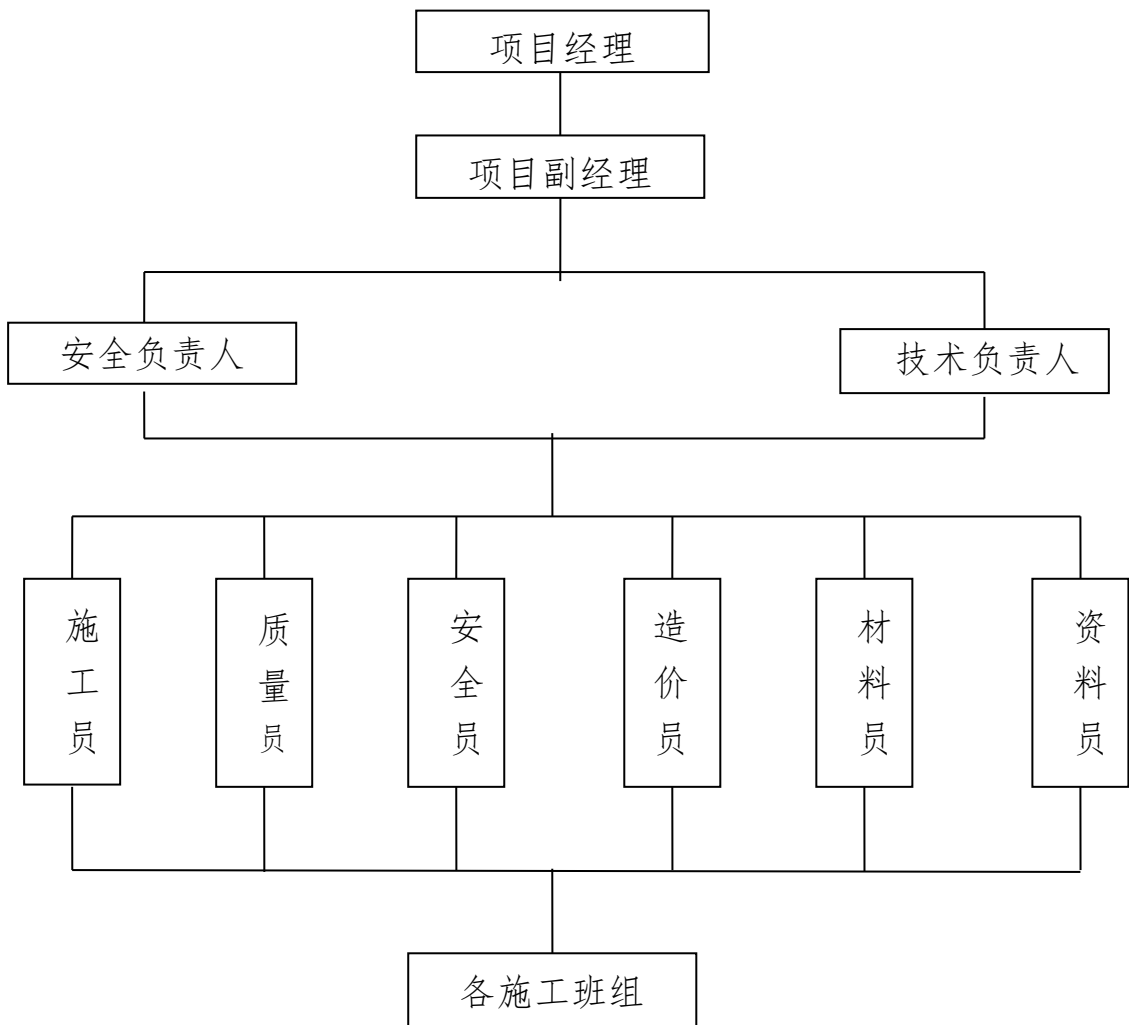 项目经理
项目副经理
安全负责人
技术负责人
施工员
质量员
安全员
造价员
材料员
资料员
各施工班组